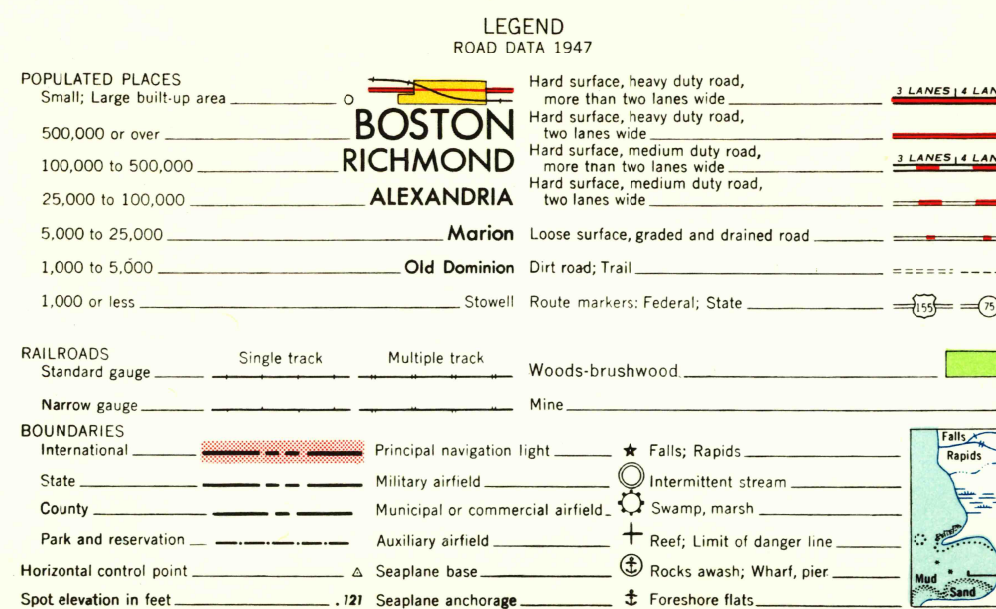 LEGEND
ROAD DATA 1947
POPULATED PLACES
Small; Large built-up area
500,000 or over BOSTON
100,000 to 500,000 RICHMOND
25,000 to 100,000 ALEXANDRIA
5,000 to 25,000 Marion
1,000 to 5,000 Old Dominion
1,000 or less Stowell
Hard surface, heavy duty road,
more than two lanes wide 3 LANES 4 LAN
Hard surface, heavy duty road,
two lanes wide
Hard surface, medium duty road,
more tnan two lanes wide 3 LANES 4 LAN
Hard surface, medium duty road,
two lanes wide
Loose surface, graded and drained road
Dirt road; Trail
Route markers: Federal; State 155 75
RAILROADS Single track Multiple track
Standard gauge
Narrow gauge
Woods-brushwood
Mine
BOUNDARIES
International
State
County
Park and reservation
Horizontal control point
Spot elevation in feet .121
Principal navigation light
Military airfield
Municipal or commercial airfield
Auxiliary airfield
Seaplane base
Seaplane anchorage
Falls; Rapids
Intermittent stream
Swamp, marsh
Reef; Limit of danger line
Rocks awash; Wharf, pier
Foreshore flats
Falls
Rapids
Mud
Sand